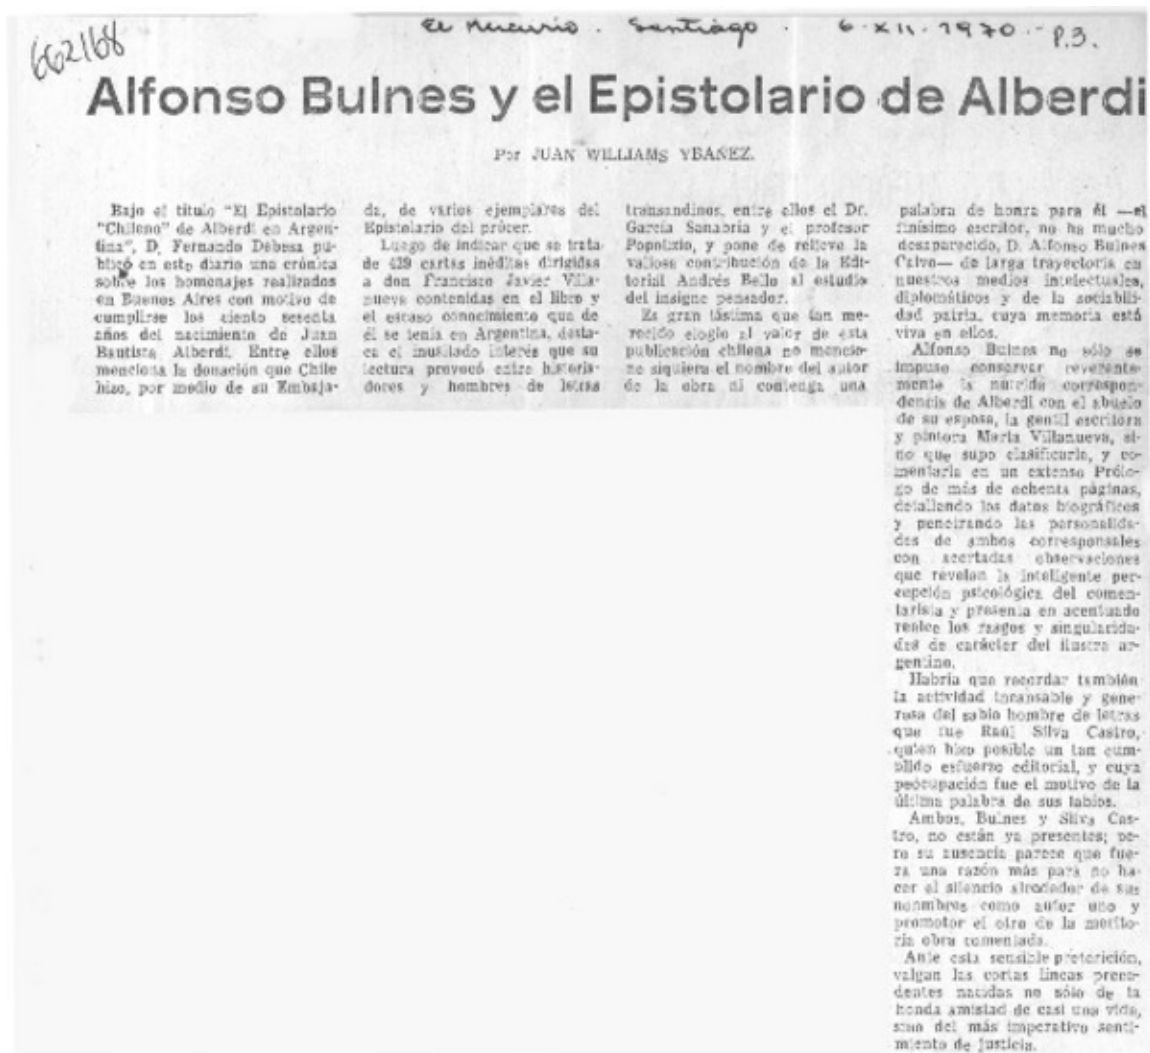 662168
El Mercurio. Santiago. 6-XII-1970.- P.3.
Alfonso Bulnes y el Epistolario de Alberdi
Por JUAN WILLIAMS YBAÑEZ.
Bajo el título "El Epistolario
"Chileno" de Alberdi en Argen-
tina", D. Fernando Debesa pu-
blicó en este diario una crónica
sobre los homenajes realizados
en Buenos Aires con motivo de
cumplirse los ciento sesenta
años del nacimiento de Juan
Bautista Alberdi. Entre ellos
menciona la donación que Chile
hizo, por medio de su Embaja-
da, de varios ejemplares del
Epistolario del prócer.
Luego de indicar que se trata
de 429 cartas inéditas dirigidas
a don Francisco Javier Villa-
nueva contenidas en el libro y
el escaso conocimiento que de
él se tenía en Argentina, desta-
ca el inusitado interés que su
lectura provocó entre historia-
dores y hombres de letras
transandinos, entre ellos el Dr.
García Sanabria y el profesor
y pone de relieve la
valiosa contribución de la Edi-
torial Andrés Bello al estudio
del insigne pensador.
Es gran lástima que tan me-
recido elogio al valor de esta
publicación chilena no mencio-
ne siquiera el nombre del autor
de la obra ni contenga una
palabra de honra para él —el
finísimo escritor, no ha mucho
desaparecido, D. Alfonso Bulnes
Calvo— de larga trayectoria en
nuestros medios intelectuales,
diplomáticos y de la sociabili-
dad patria, cuya memoria está
viva en ellos.
Alfonso Bulnes no sólo se
impuso conservar reverente-
mente la nutrida correspon-
dencia de Alberdi con el abuelo
de su esposa, la gentil escritora
y pintora María Villanueva, si-
no que supo clasificarla, y co-
mentarla en un extenso Prólo-
go de más de ochenta páginas,
detallando los datos biográficos
y penetrando las personalida-
des de ambos corresponsales
con acertadas observaciones
que revelan la inteligente per-
cepción psicológica del comen-
tarista y presenta en acentuado
realce los rasgos y singularida-
des de carácter del ilustre ar-
gentino.
Habría que recordar también
la actividad incansable y gene-
rosa del sabio hombre de letras
que fue Raúl Silva Castro,
quien hizo posible un tan cum-
plido esfuerzo editorial, y cuya
peocupación fue el motivo de la
última palabra de sus labios.
Ambos, Bulnes y Silva Cas-
tro, no están ya presentes; pe-
ro su ausencia parece que fue-
ra una razón más para no ha-
cer el silencio alrededor de sus
nonmbres como autor uno y
promotor el otro de la merito-
ria obra comentada.
Ante esta sensible preterición,
valgan las cortas líneas prece-
dentes nacidas no sólo de la
honda amistad de casi una vida,
sino del más imperativo senti-
miento de justicia.